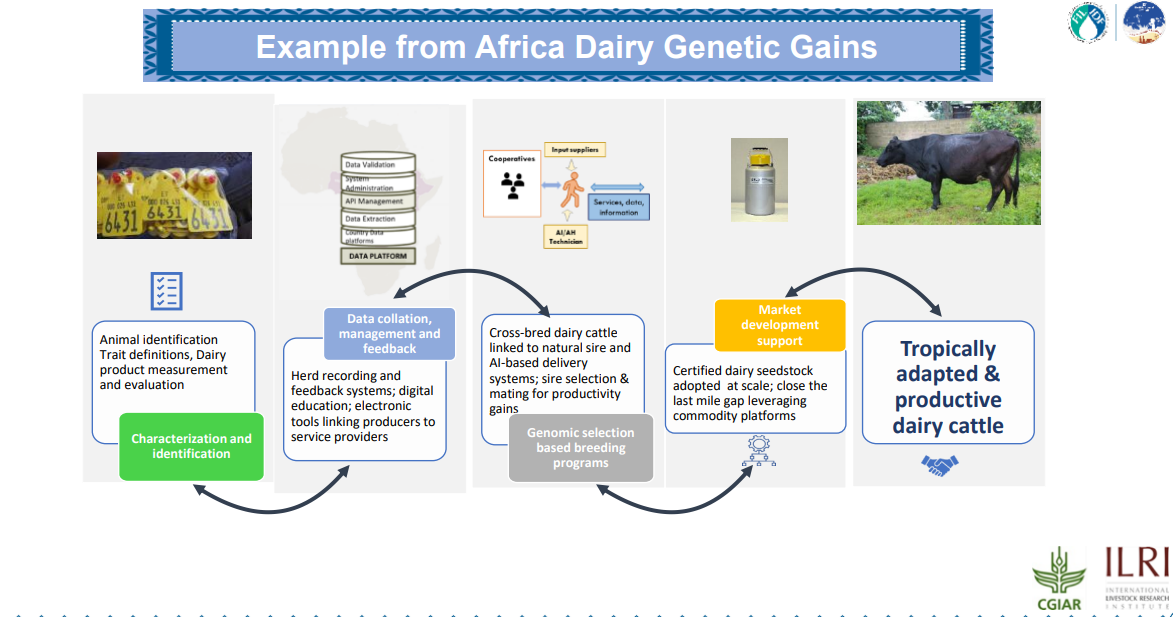 Example from Africa Dairy Genetic Gains
FIL
IDF
6431
6431
6431
Data Validation
System
Administration
API Management
Data Extraction
Country Data
platforms
DATA PLATFORM
Cooperatives
Input suppliers
Services, data,
information
AI/AH
Technician
Animal identification
Trait definitions, Dairy
product measurement
and evaluation
Characterization and
identification
Data collation,
management and
feedback
Herd recording and
feedback systems; digital
education; electronic
tools linking producers to
service providers
Cross-bred dairy cattle
linked to natural sire and
AI-based delivery
systems; sire selection &
mating for productivity
gains
Genomic selection
based breeding
programs
Market
development
support
Certified dairy seedstock
adopted at scale; close the
last mile gap leveraging
commodity platforms
Tropically
adapted &
productive
dairy cattle
CGIAR
ILRI
INTERNATIONAL
LIVESTOCK RESEARCH
INSTITUTE